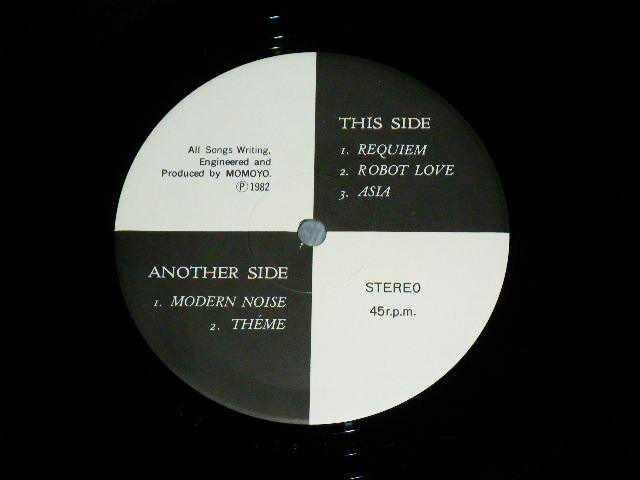 All Songs Writing,
Engineered and
Produced by MOMOYO.
Ⓟ 1982
THIS SIDE
1. REQUIEM
2. ROBOT LOVE
3. ASIA
ANOTHER SIDE
1. MODERN NOISE
2. THÉME
STEREO
45r.p.m.